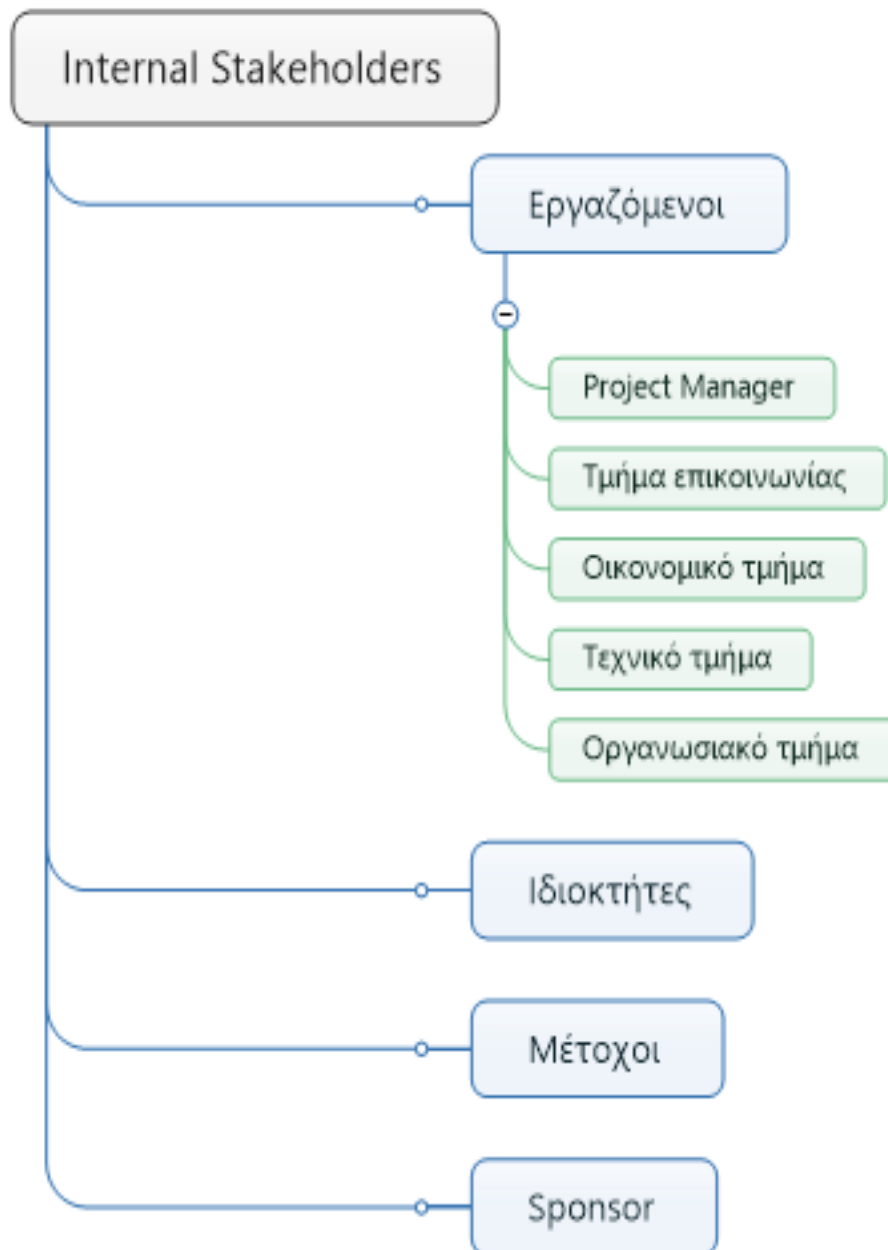 Internal Stakeholders
Εργαζόμενοι
Project Manager
Τμήμα επικοινωνίας
Οικονομικό τμήμα
Τεχνικό τμήμα
Οργανωσιακό τμήμα
Ιδιοκτήτες
Μέτοχοι
Sponsor